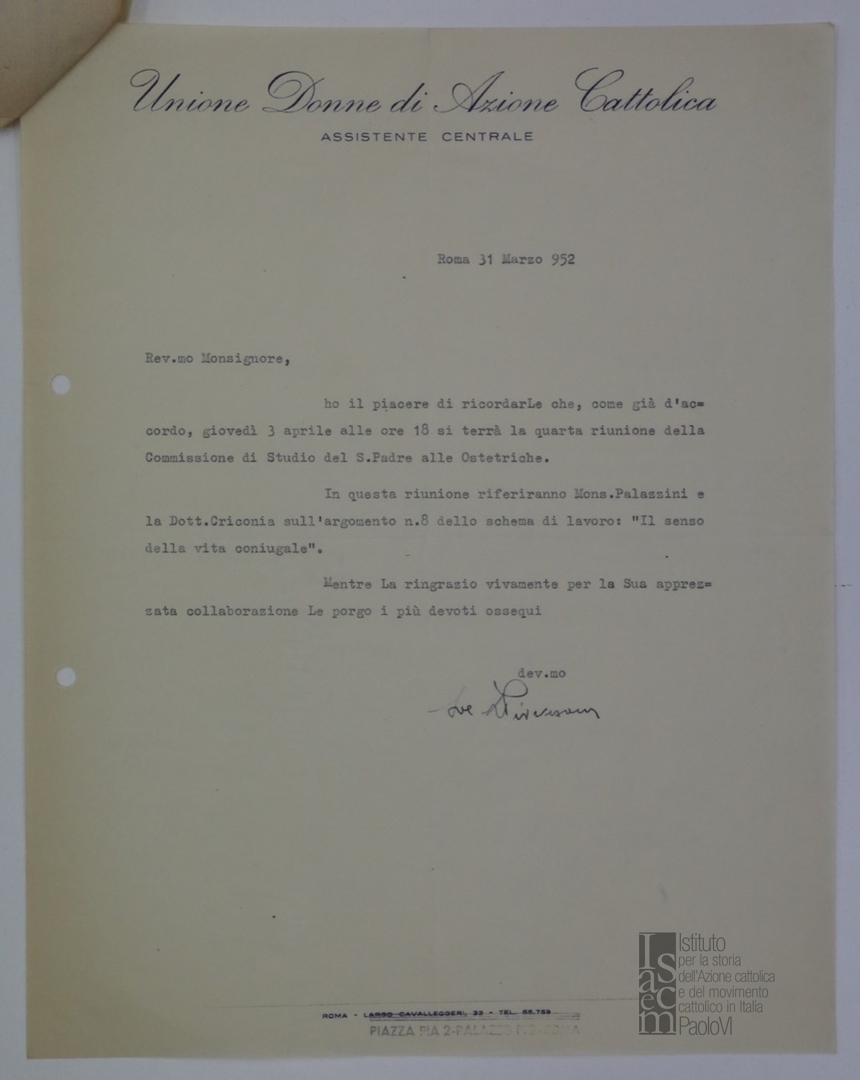 Unione Donne di Azione Cattolica
ASSISTENTE CENTRALE
Roma 31 Marzo 952
Rev.mo Monsignore,
ho il piacere di ricordarLe che, come già d'ac=
cordo, giovedì 3 aprile alle ore 18 si terrà la quarta riunione della
Commissione di Studio del S.Padre alle Ostetriche.
In questa riunione riferiranno Mons.Palazzini e
la Dott.Criconia sull'argomento n.8 dello schema di lavoro: "Il senso
della vita coniugale".
Mentre La ringrazio vivamente per la Sua apprez=
zata collaborazione Le porgo i più devoti ossequi
dev.mo
ROMA - LARGO CAVALLEGGERI, 33 - TEL. 55.759
PIAZZA PIA 2-PALAZZO ROMA
Isacem
Istituto
per la storia
dell'Azione cattolica
e del movimento
cattolico in Italia
PaoloVI